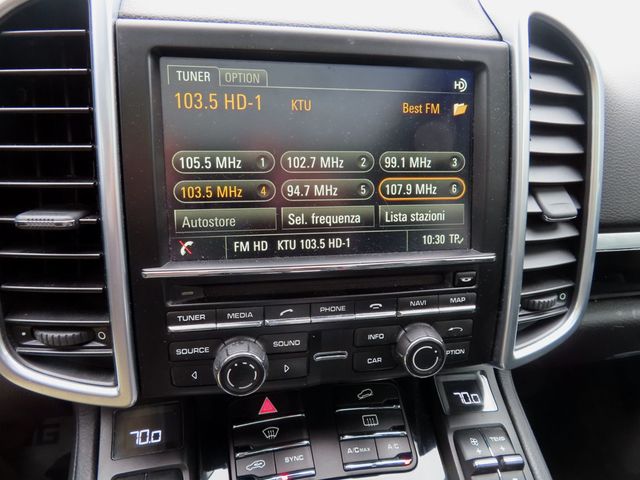 TUNER OPTION HD
103.5 HD-1 KTU Best FM
105.5 MHz 1 102.7 MHz 2 99.1 MHz 3
103.5 MHz 4 94.7 MHz 5 107.9 MHz 6
Autostore Sel. frequenza Lista stazioni
FM HD KTU 103.5 HD-1 10:30 TP
TUNER MEDIA PHONE NAVI MAP
SOURCE SOUND INFO
CAR OPTION
70.0
70.0
SYNC A/C MAX A/C TEMP